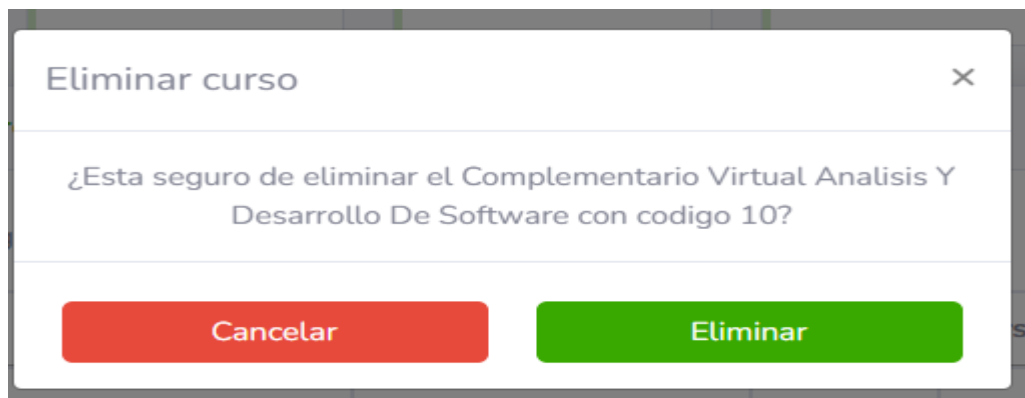 Eliminar curso ×
¿Esta seguro de eliminar el Complementario Virtual Analisis Y
Desarrollo De Software con codigo 10?
Cancelar Eliminar